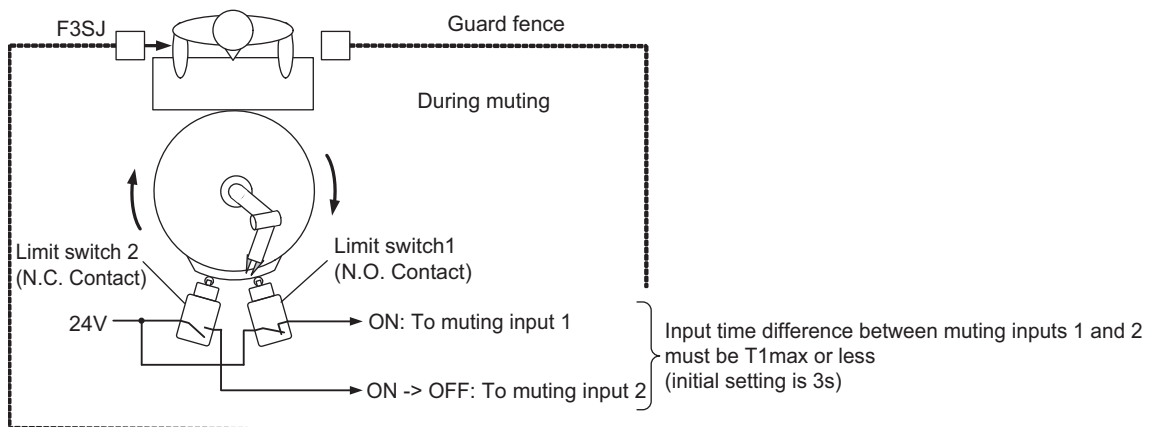 F3SJ
Guard fence
During muting
Limit switch 2
(N.C. Contact)
Limit switch1
(N.O. Contact)
24V
ON: To muting input 1
ON -> OFF: To muting input 2
Input time difference between muting inputs 1 and 2
must be T1max or less
(initial setting is 3s)